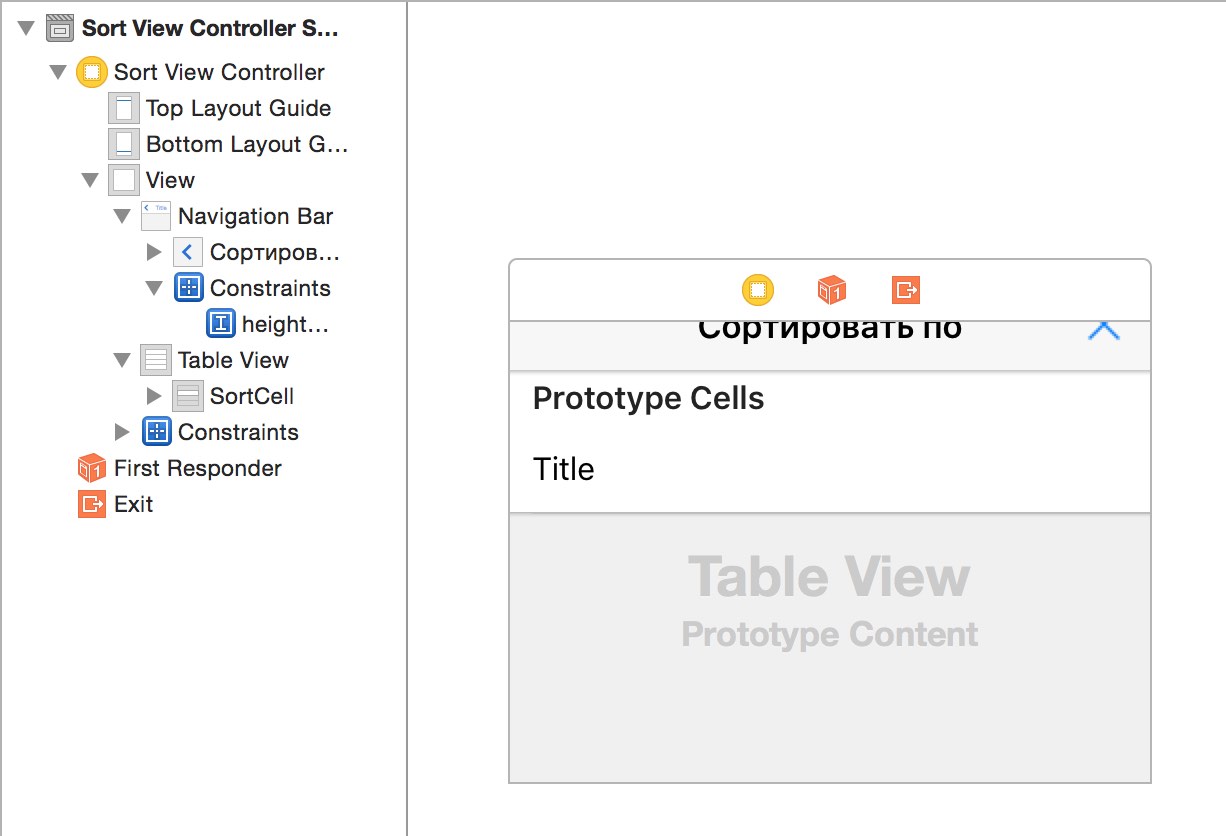 Sort View Controller S...
Sort View Controller
Top Layout Guide
Bottom Layout G...
View
Navigation Bar
Сортиров...
Constraints
height...
Table View
SortCell
Constraints
First Responder
Exit
Сортировать по
Prototype Cells
Title
Table View
Prototype Content